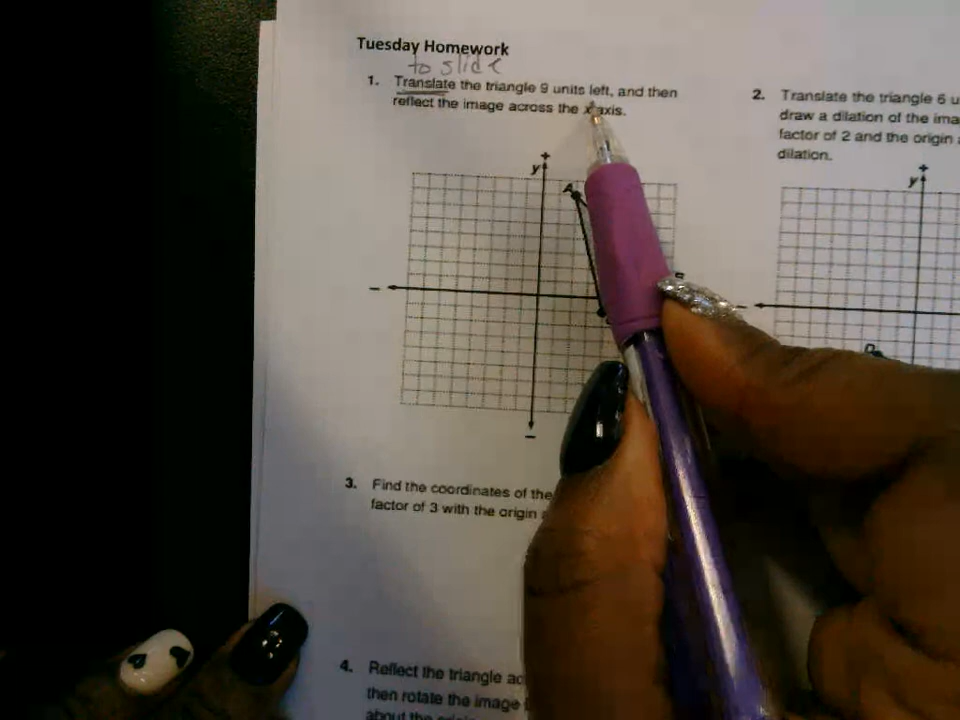 Tuesday Homework
to slide
1. Translate the triangle 9 units left, and then
reflect the image across the x-axis.
+
y
A
−
−
2. Translate the triangle 6 u
draw a dilation of the ima
factor of 2 and the origin
dilation.
+
y
−
3. Find the coordinates of the
factor of 3 with the origin
4. Reflect the triangle ac
then rotate the image
about the origin